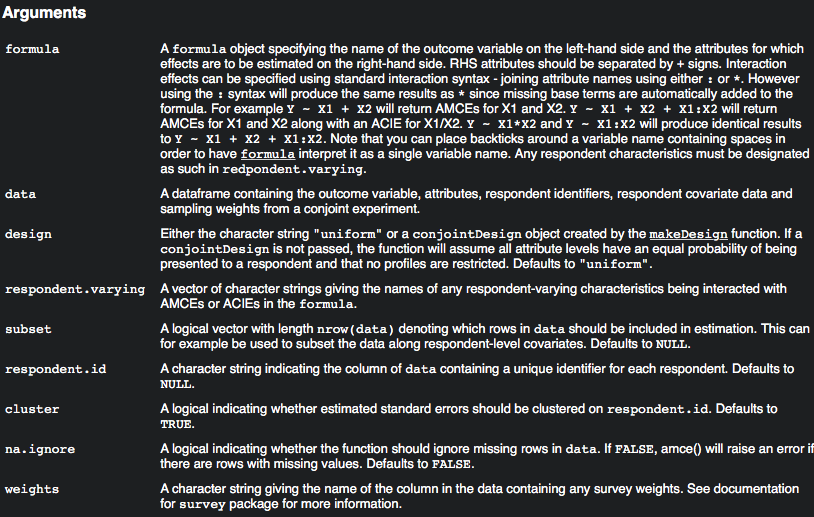 Arguments
formula A formula object specifying the name of the outcome variable on the left-hand side and the attributes for which
effects are to be estimated on the right-hand side. RHS attributes should be separated by + signs. Interaction
effects can be specified using standard interaction syntax - joining attribute names using either : or *. However
using the : syntax will produce the same results as * since missing base terms are automatically added to the
formula. For example Y ~ X1 + X2 will return AMCEs for X1 and X2. Y ~ X1 + X2 + X1:X2 will return
AMCEs for X1 and X2 along with an ACIE for X1/X2. Y ~ X1*X2 and Y ~ X1:X2 will produce identical results
to Y ~ X1 + X2 + X1:X2. Note that you can place backticks around a variable name containing spaces in
order to have formula interpret it as a single variable name. Any respondent characteristics must be designated
as such in redpondent.varying.
data A dataframe containing the outcome variable, attributes, respondent identifiers, respondent covariate data and
sampling weights from a conjoint experiment.
design Either the character string "uniform" or a conjointDesign object created by the makeDesign function. If a
conjointDesign is not passed, the function will assume all attribute levels have an equal probability of being
presented to a respondent and that no profiles are restricted. Defaults to "uniform".
respondent.varying A vector of character strings giving the names of any respondent-varying characteristics being interacted with
AMCEs or ACIEs in the formula.
subset A logical vector with length nrow(data) denoting which rows in data should be included in estimation. This can
for example be used to subset the data along respondent-level covariates. Defaults to NULL.
respondent.id A character string indicating the column of data containing a unique identifier for each respondent. Defaults to
NULL.
cluster A logical indicating whether estimated standard errors should be clustered on respondent.id. Defaults to
TRUE.
na.ignore A logical indicating whether the function should ignore missing rows in data. If FALSE, amce() will raise an error if
there are rows with missing values. Defaults to FALSE.
weights A character string giving the name of the column in the data containing any survey weights. See documentation
for survey package for more information.